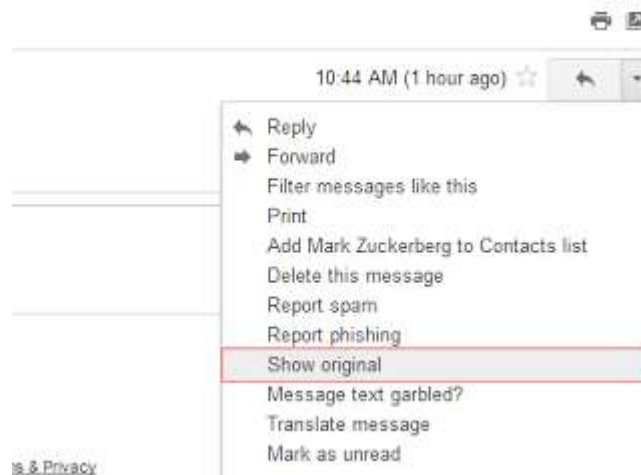 10:44 AM (1 hour ago)
Reply
Forward
Filter messages like this
Print
Add Mark Zuckerberg to Contacts list
Delete this message
Report spam
Report phishing
Show original
Message text garbled?
Translate message
Mark as unread
& Privacy